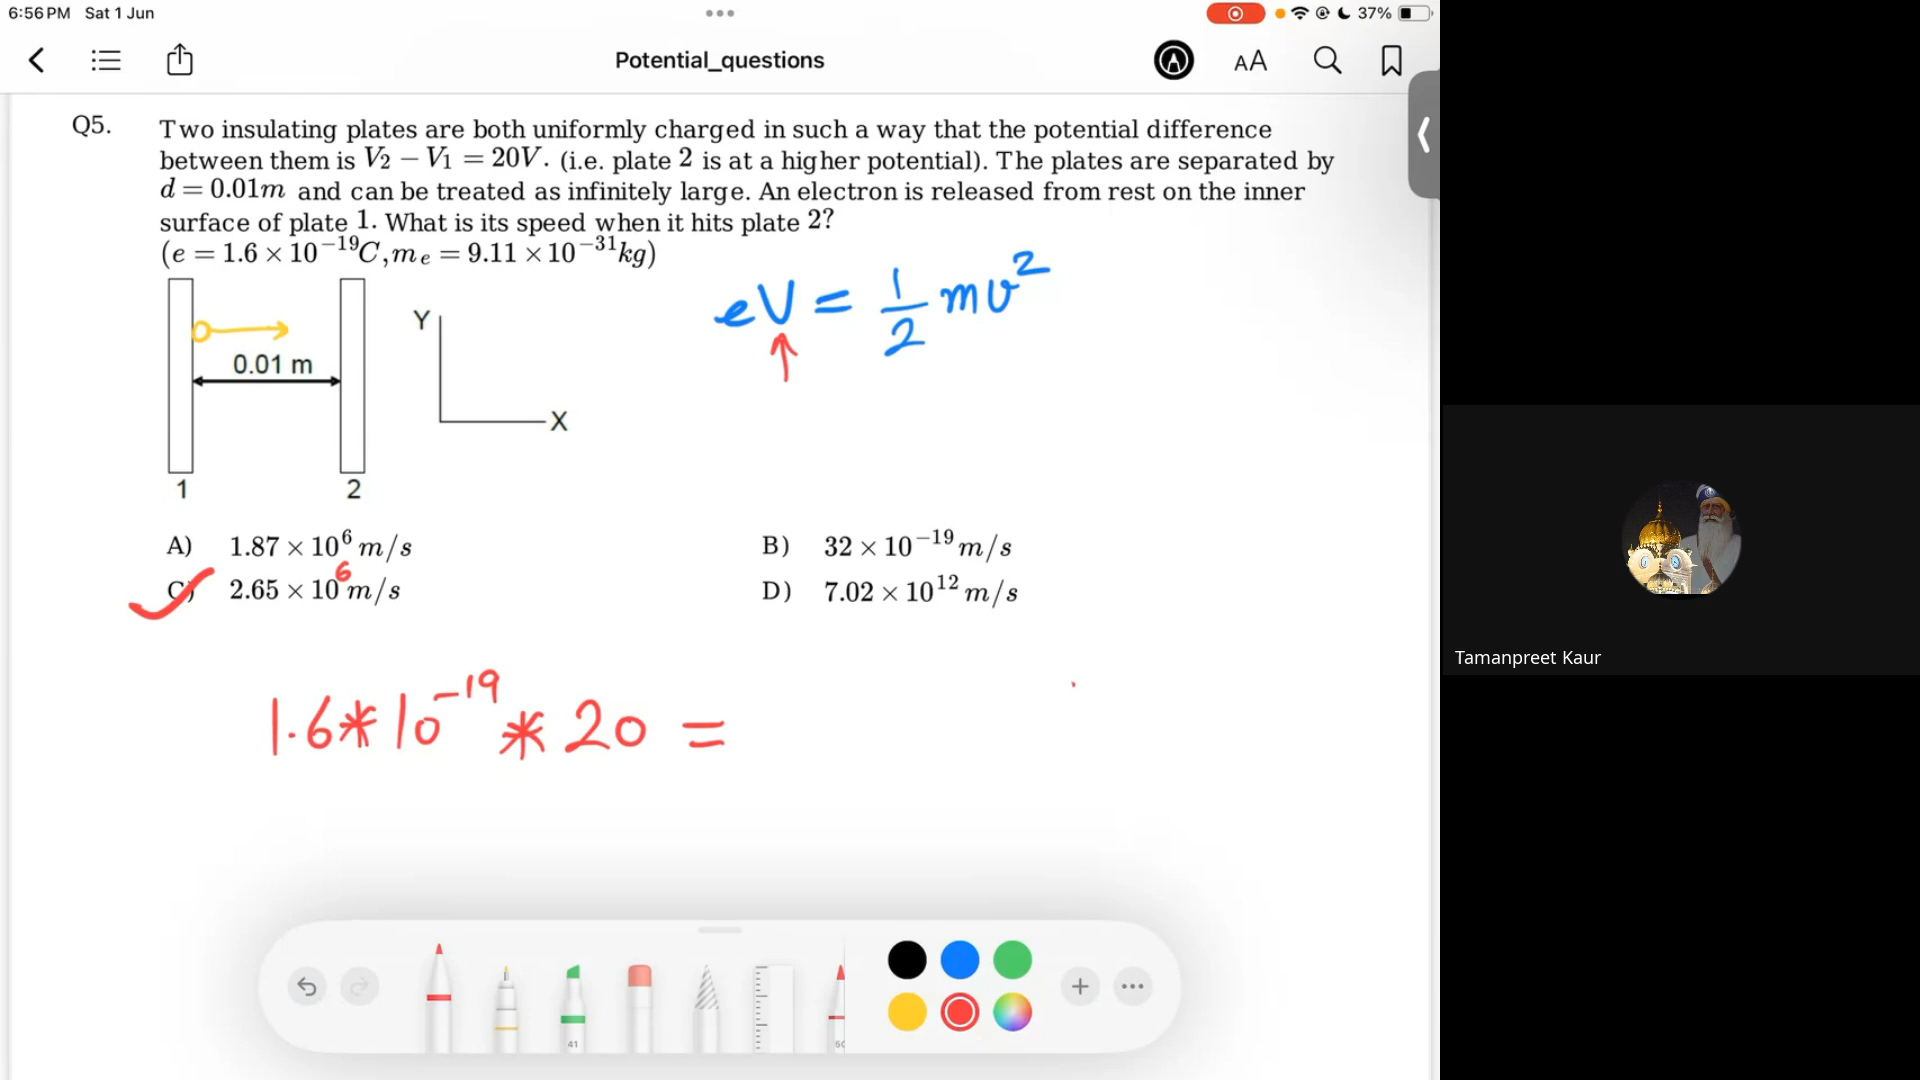 6:56 PM Sat 1 Jun
37%
Potential_questions
AA
Q5. Two insulating plates are both uniformly charged in such a way that the potential difference
between them is V₂ − V₁ = 20V. (i.e. plate 2 is at a higher potential). The plates are separated by
d = 0.01m and can be treated as infinitely large. An electron is released from rest on the inner
surface of plate 1. What is its speed when it hits plate 2?
(e = 1.6 × 10⁻¹⁹C, mₑ = 9.11 × 10⁻³¹kg)
eV = 1/2 mv²
Y
0.01 m
X
1 2
A) 1.87 × 10⁶ m/s B) 32 × 10⁻¹⁹ m/s
C) 2.65 × 10⁶ m/s D) 7.02 × 10¹² m/s
1.6*10⁻¹⁹ * 20 =
Tamanpreet Kaur
41
50